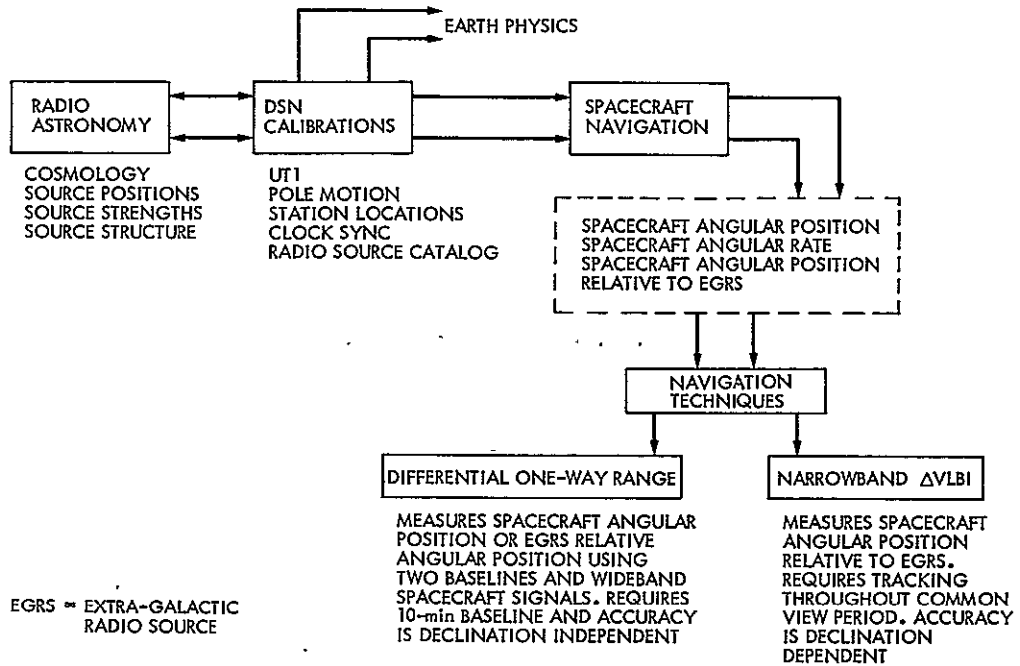 EARTH PHYSICS
RADIO
ASTRONOMY
DSN
CALIBRATIONS
SPACECRAFT
NAVIGATION
COSMOLOGY
SOURCE POSITIONS
SOURCE STRENGTHS
SOURCE STRUCTURE
UT1
POLE MOTION
STATION LOCATIONS
CLOCK SYNC
RADIO SOURCE CATALOG
SPACECRAFT ANGULAR POSITION
SPACECRAFT ANGULAR RATE
SPACECRAFT ANGULAR POSITION
RELATIVE TO EGRS
NAVIGATION
TECHNIQUES
DIFFERENTIAL ONE-WAY RANGE
MEASURES SPACECRAFT ANGULAR
POSITION OR EGRS RELATIVE
ANGULAR POSITION USING
TWO BASELINES AND WIDEBAND
SPACECRAFT SIGNALS. REQUIRES
10-min BASELINE AND ACCURACY
IS DECLINATION INDEPENDENT
NARROWBAND ΔVLBI
MEASURES SPACECRAFT
ANGULAR POSITION
RELATIVE TO EGRS.
REQUIRES TRACKING
THROUGHOUT COMMON
VIEW PERIOD. ACCURACY
IS DECLINATION
DEPENDENT
EGRS = EXTRA-GALACTIC
RADIO SOURCE